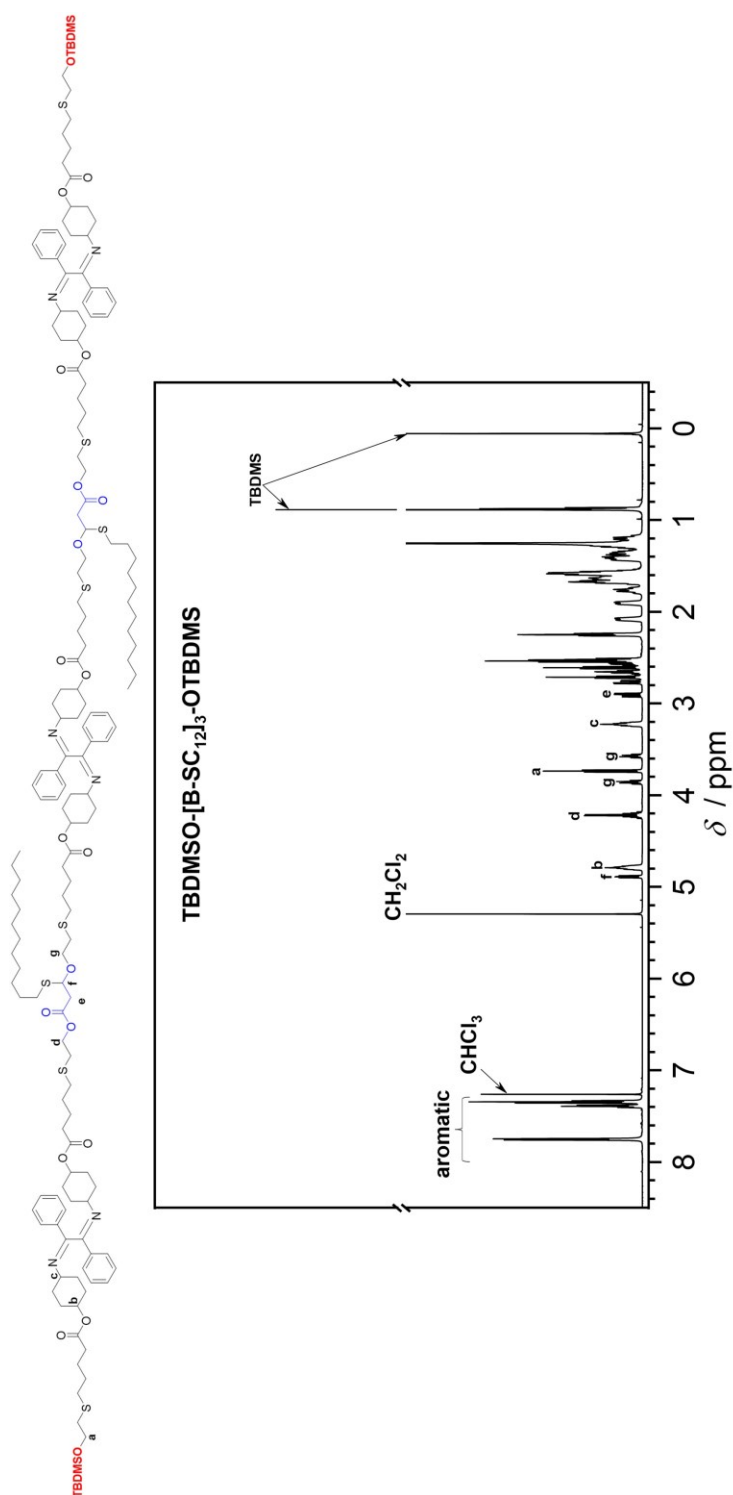 TBDMSO
a
S
O
O
b
c
N
N
O
O
S
d
O
O
e
f
S
O
g
S
O
O
N
N
O
O
S
O
S
O
O
S
O
O
N
N
O
O
S
OTBDMS
TBDMSO-[B-SC₁₂]₃-OTBDMS
aromatic
CHCl₃
CH₂Cl₂
f
b
d
g
a
g
c
e
TBDMS
8
7
6
5
4
3
2
1
0
δ / ppm